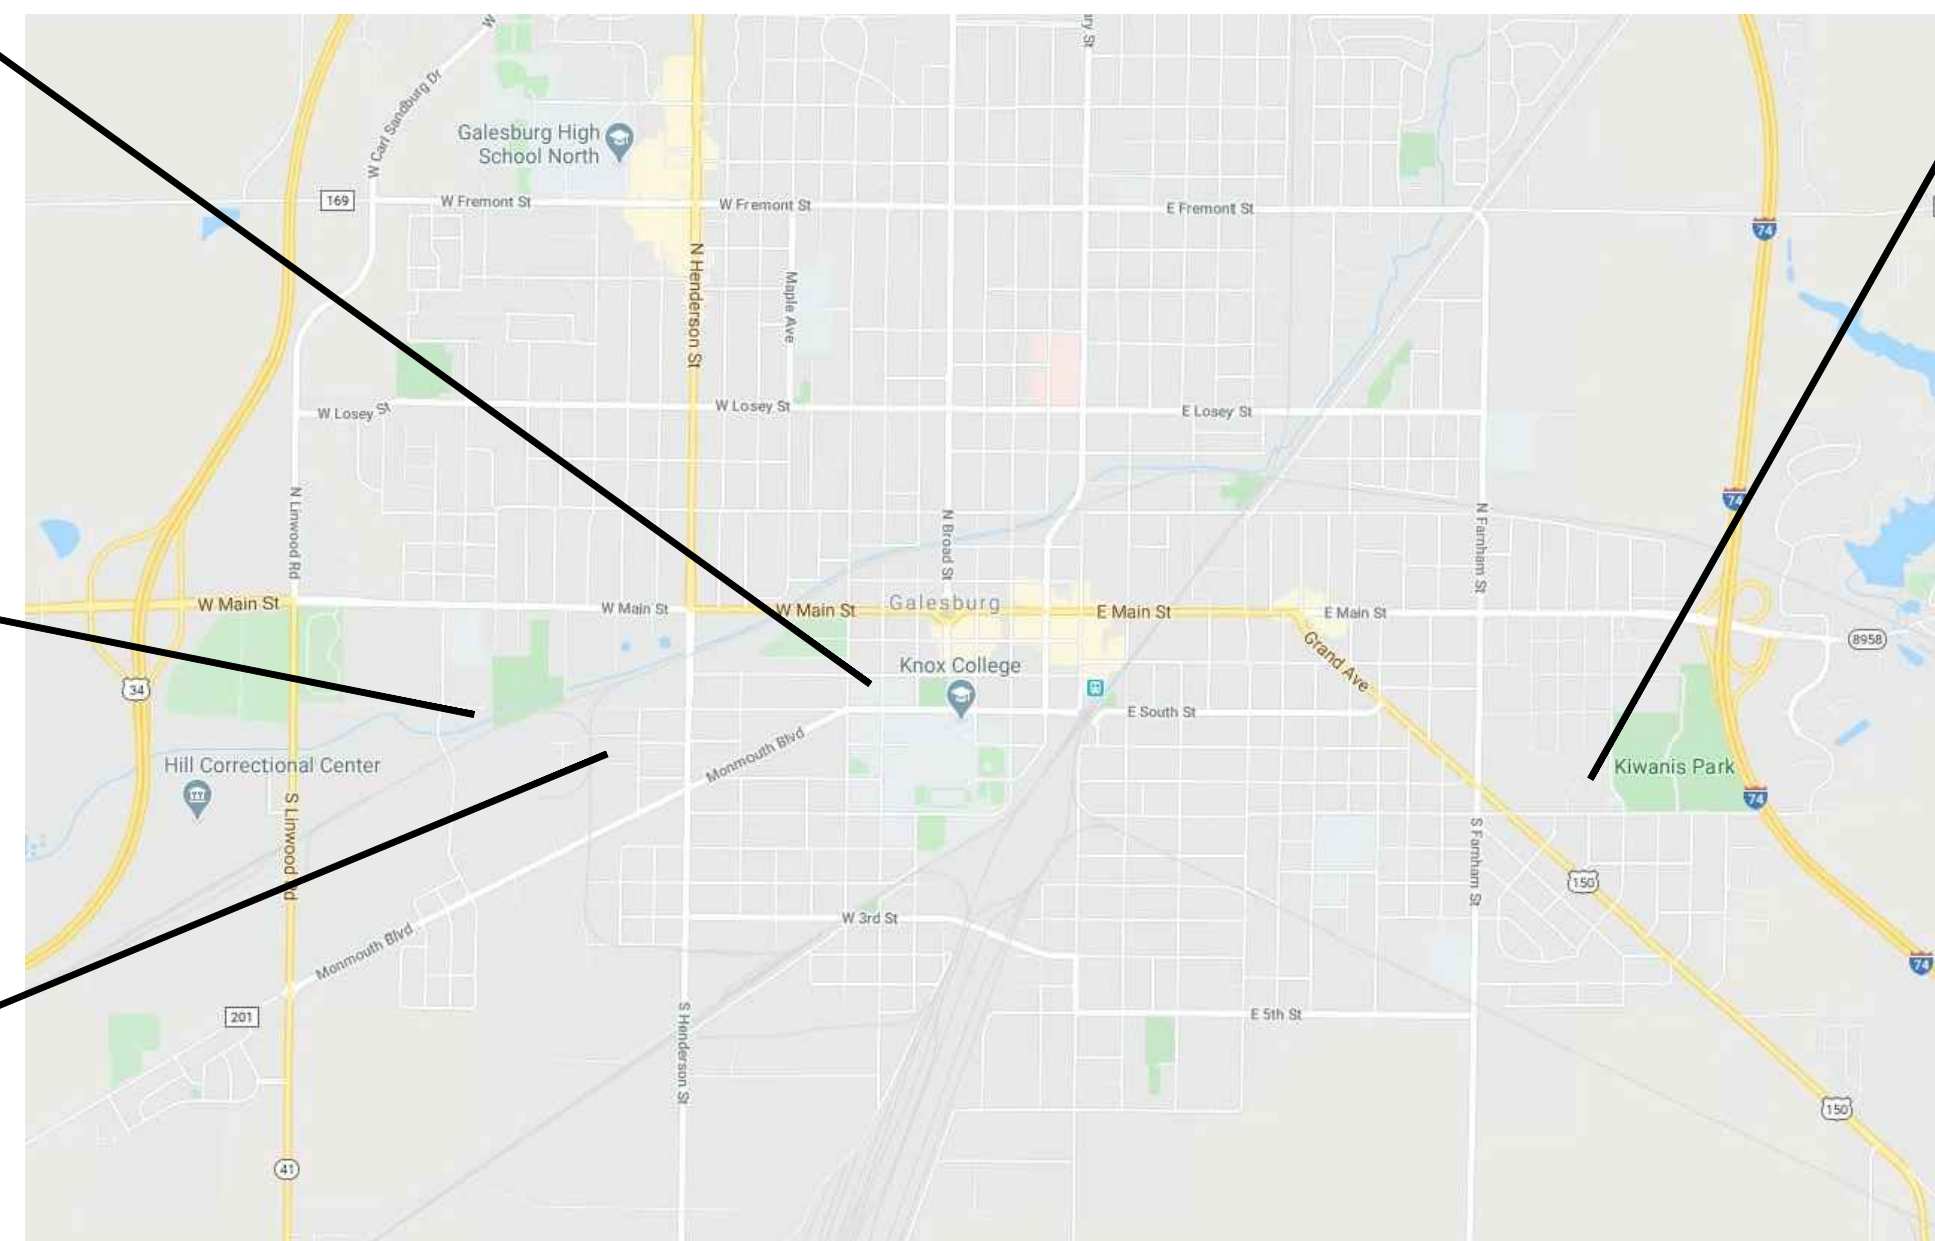 W
ry St
W Carl Sandburg Dr
Galesburg High
School North
169
W Fremont St
W Fremont St
E Fremont St
74
N Henderson St
Maple Ave
W Losey St
W Losey St
E Losey St
N Linwood Rd
N Broad St
N Farnham St
74
W Main St
W Main St
W Main St
Galesburg
E Main St
E Main St
8958
Grand Ave
Knox College
34
E South St
Monmouth Blvd
Hill Correctional Center
Kiwanis Park
74
S Linwood Rd
S Farnham St
150
W 3rd St
Monmouth Blvd
74
201
S Henderson St
E 5th St
150
41